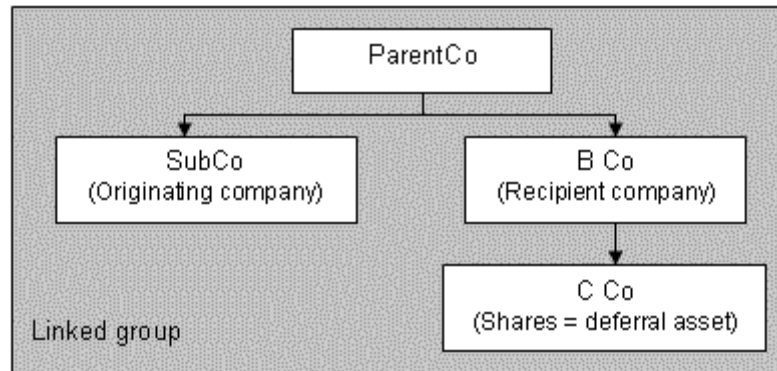 ParentCo
SubCo
(Originating company)
B Co
(Recipient company)
C Co
(Shares = deferral asset)
Linked group